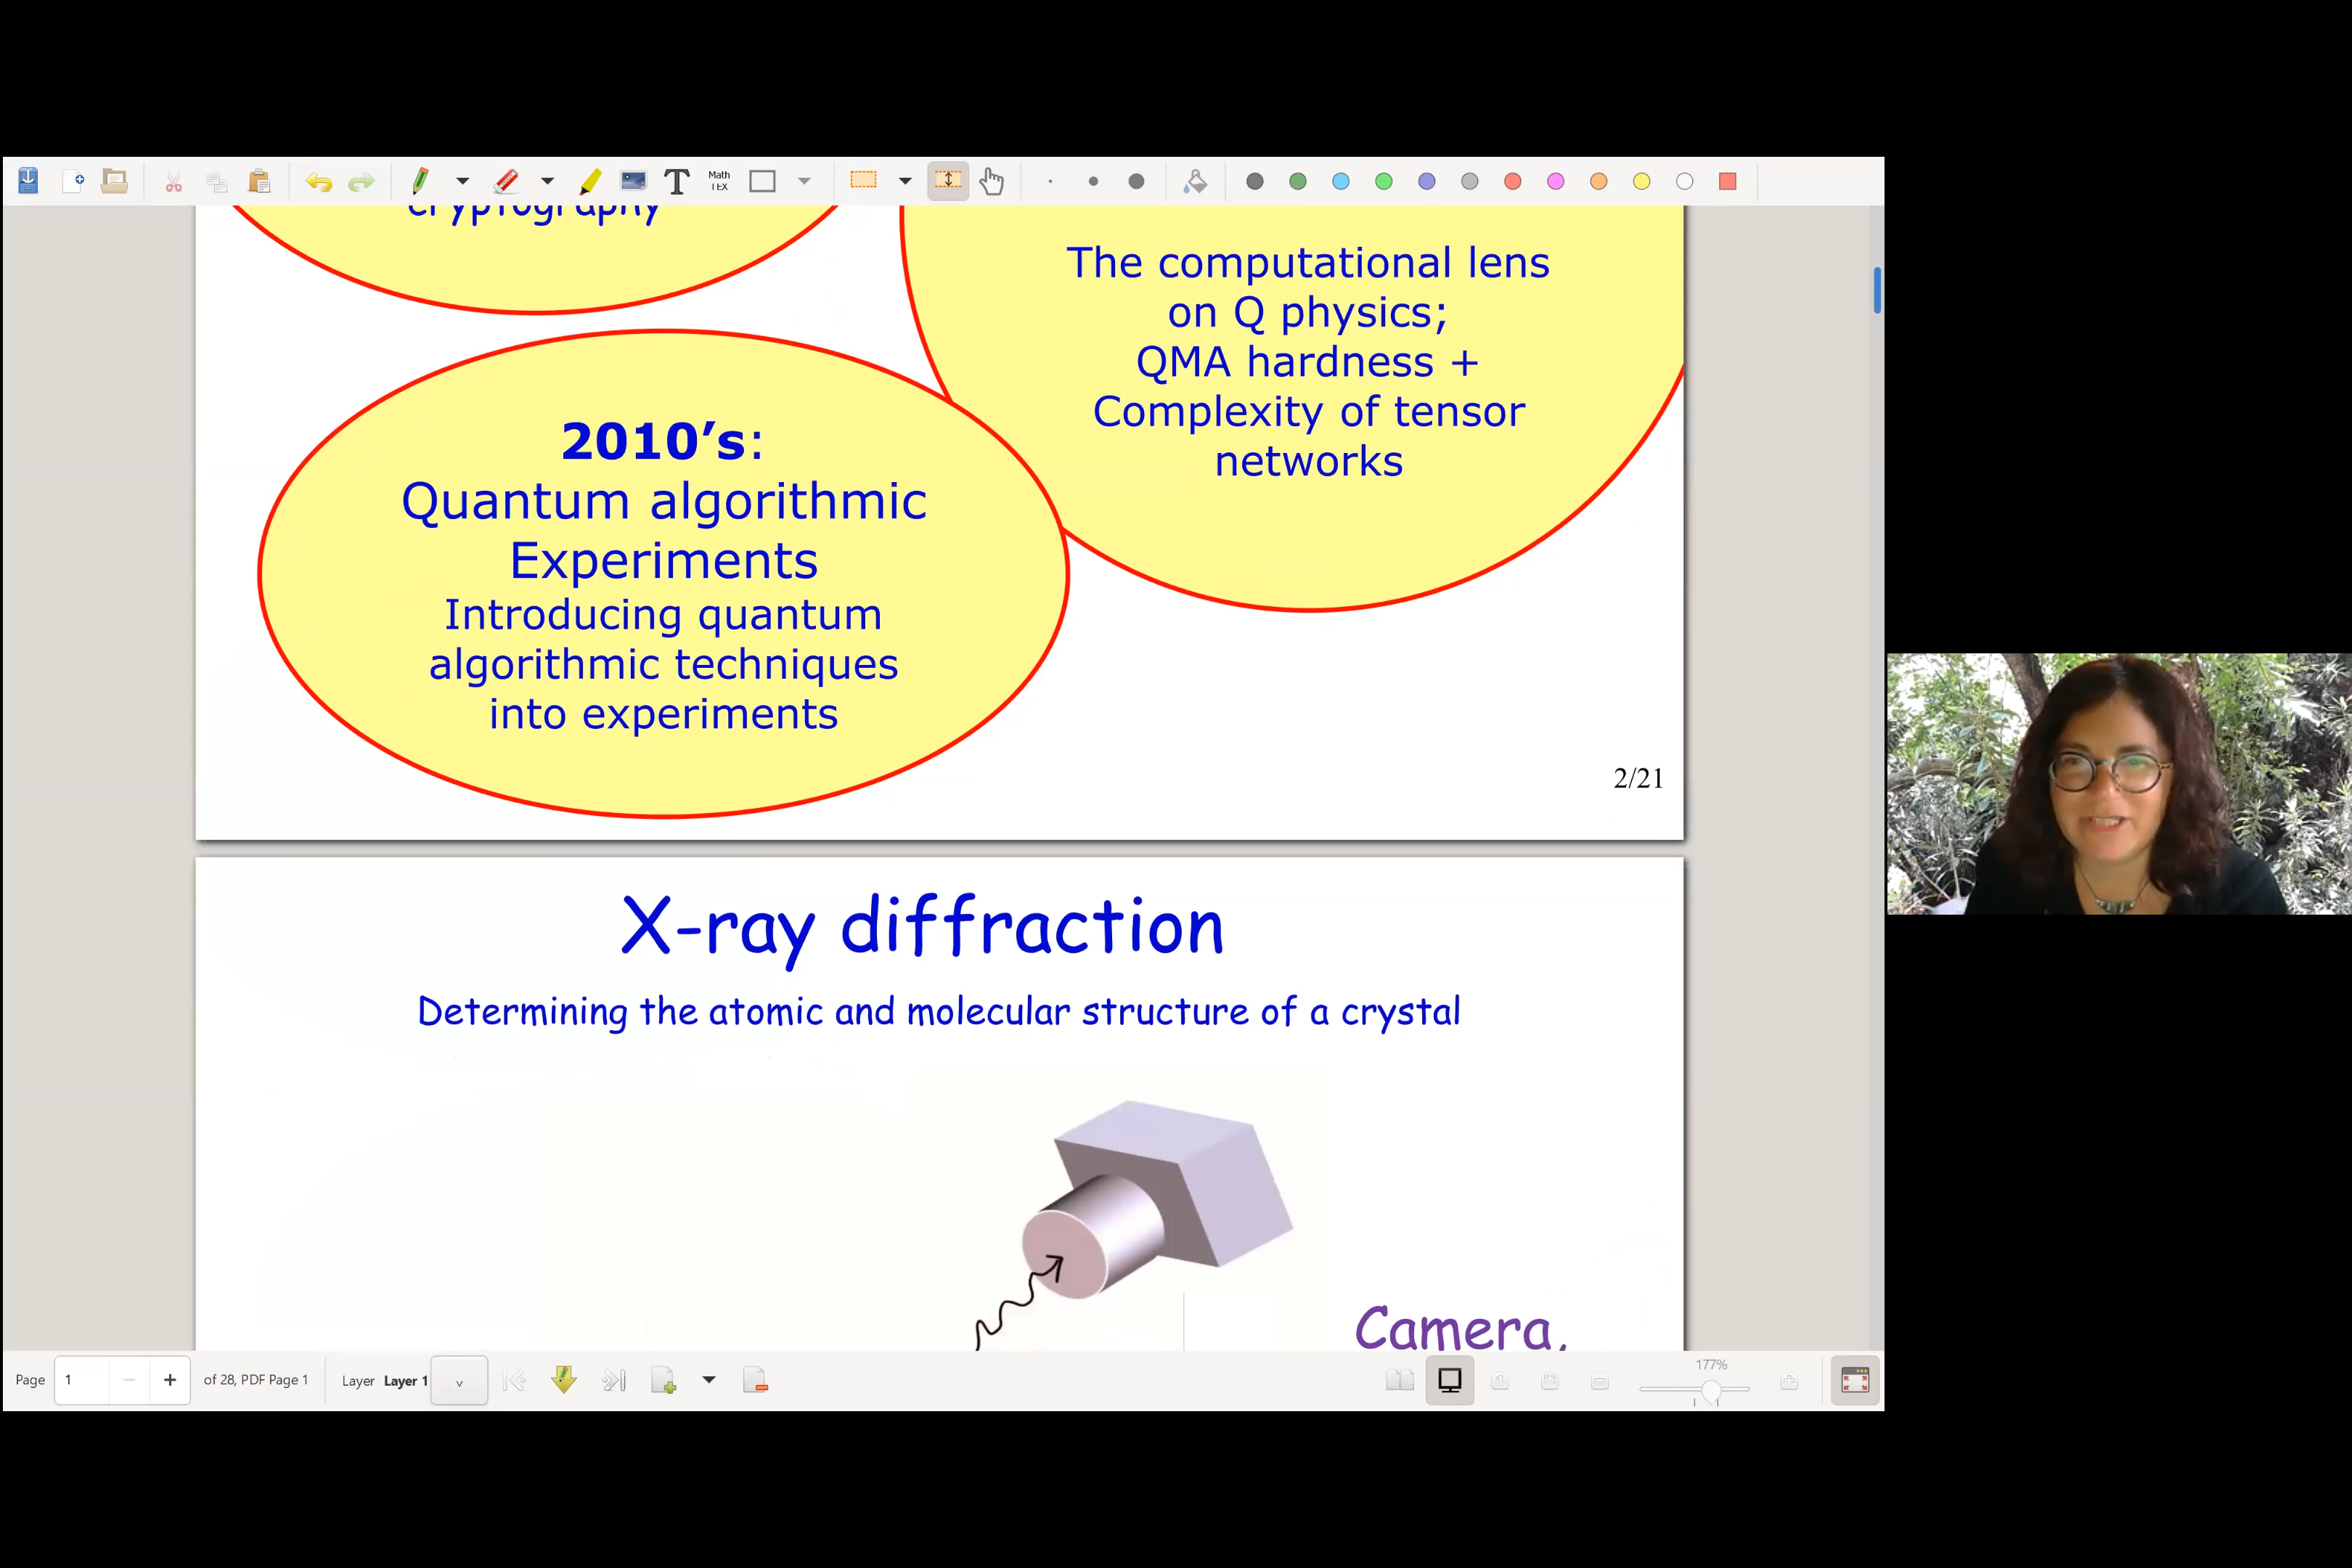 Math
TEX
cryptography
The computational lens
on Q physics;
QMA hardness +
Complexity of tensor
networks
2010’s:
Quantum algorithmic
Experiments
Introducing quantum
algorithmic techniques
into experiments
2/21
X-ray diffraction
Determining the atomic and molecular structure of a crystal
Camera,
Page 1 of 28, PDF Page 1 Layer Layer 1 177%